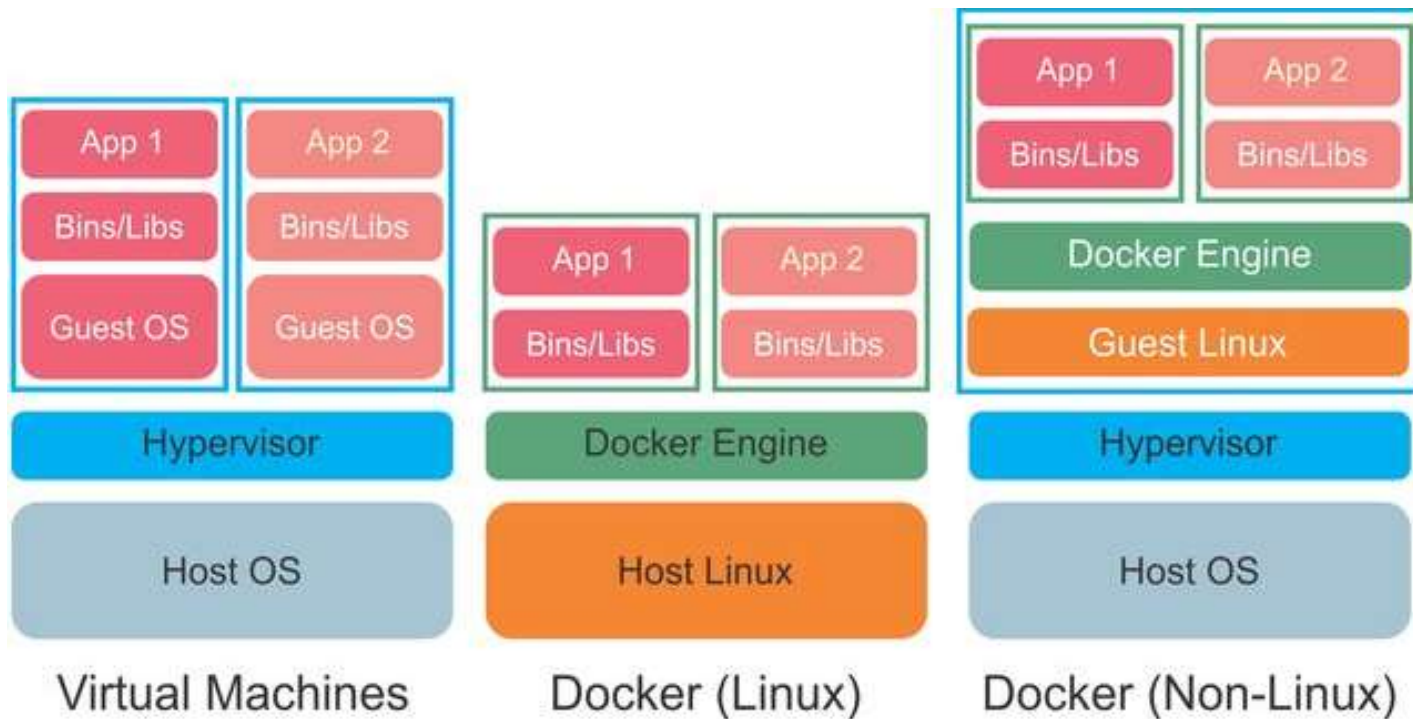 App 1
Bins/Libs
Guest OS
App 2
Bins/Libs
Guest OS
Hypervisor
Host OS
Virtual Machines
App 1
Bins/Libs
App 2
Bins/Libs
Docker Engine
Host Linux
Docker (Linux)
App 1
Bins/Libs
App 2
Bins/Libs
Docker Engine
Guest Linux
Hypervisor
Host OS
Docker (Non-Linux)